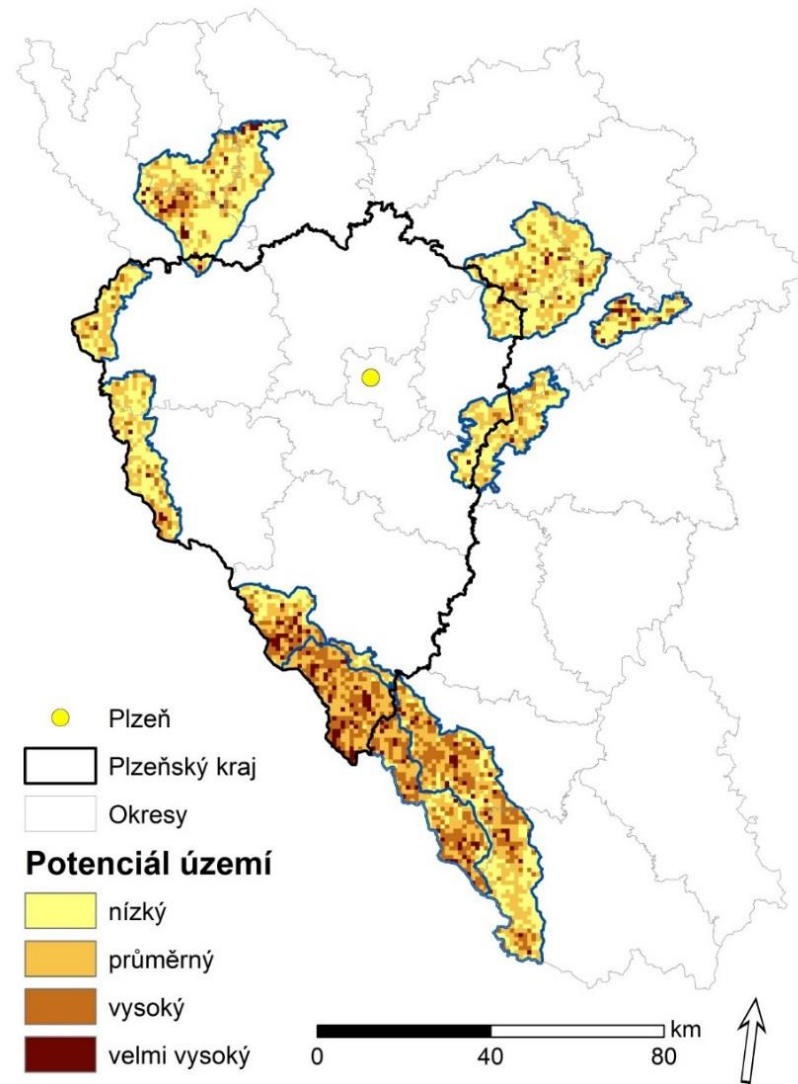 Plzeň
Plzeňský kraj
Okresy
Potenciál území
nízký
průměrný
vysoký
velmi vysoký
km
0 40 80